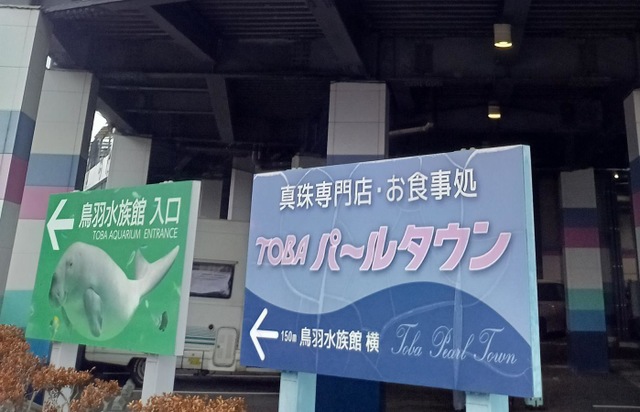 鳥羽水族館 入口
TOBA AQUARIUM ENTRANCE
真珠専門店・お食事処
TOBA パールタウン
150m 鳥羽水族館 横
Toba Pearl Town